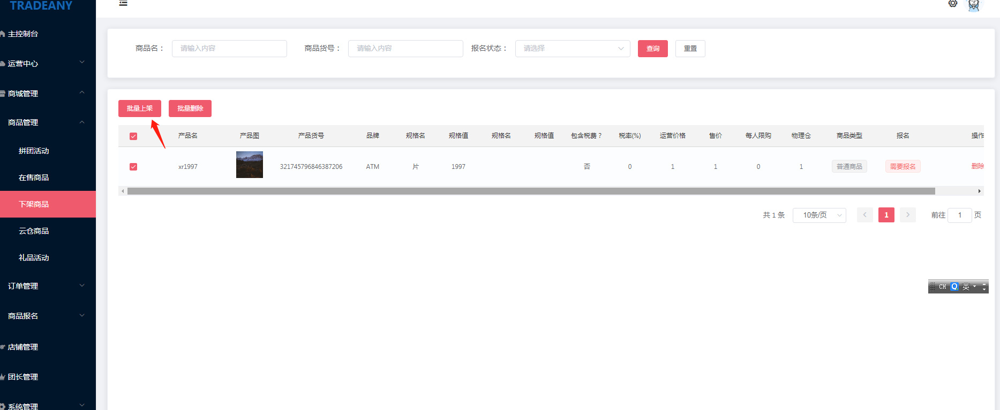 TRADEANY
主控制台
运营中心
商城管理
商品管理
拼团活动
在售商品
下架商品
云仓商品
礼品活动
订单管理
商品报名
店铺管理
团长管理
系统管理
商品名： 请输入内容 商品货号： 请输入内容 报名状态： 请选择 查询 重置
批量上架 批量删除
产品名 产品图 产品货号 品牌 规格名 规格值 规格名 规格值 包含税费？ 税率(%) 运营价格 售价 每人限购 物理仓 商品类型 报名 操作
xr1997 321745796846387206 ATM 片 1997 否 0 1 1 0 1 普通商品 需要报名 删除
共 1 条 10条/页 1 前往 1 页
CH 英